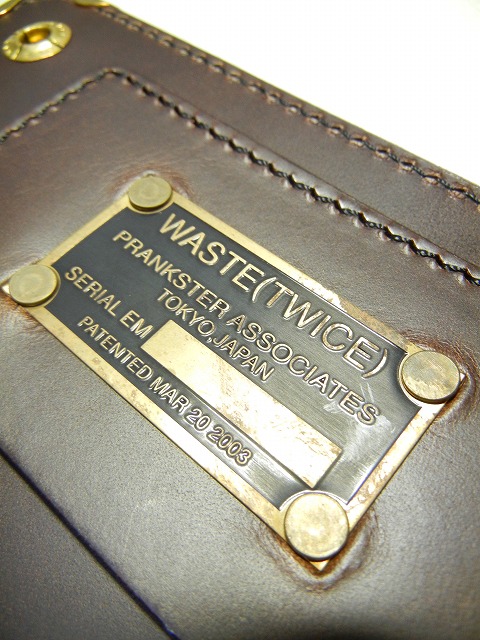 WASTE(TWICE)
PRANKSTER ASSOCIATES
TOKYO,JAPAN
SERIAL EM
PATENTED MAR 20 2003